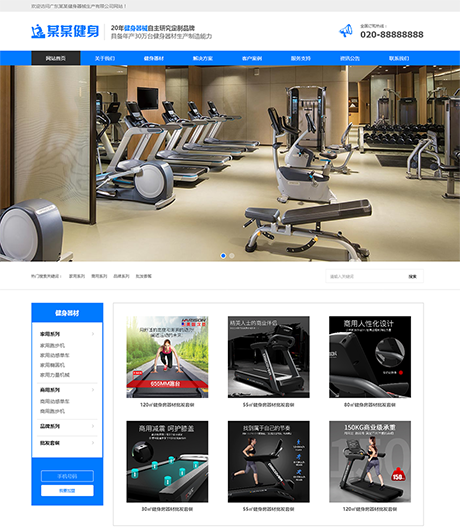 欢迎访问广东某某健身器械生产有限公司网站！
某某健身
20年健身器械自主研究定制品牌
具备年产30万台健身器材生产制造能力
全国订购热线：
020-88888888
网站首页 关于我们 健身器材 解决方案 客户案例 服务支持 资讯公告 联系我们
热门搜索关键词： 家用系列 商用系列 品牌系列 批发套餐
请输入关键词 搜索
健身器材
家用系列
家用跑步机
家用动感单车
家用椭圆机
家用力量机械
商用系列
商用动感单车
商用跑步机
品牌系列
批发套餐
手机号码
免费加盟
655MM跑台
120㎡健身房器材批发套餐
精英人士的商业伴侣
55㎡健身房器材批发套餐
商用人性化设计
80㎡健身房器材批发套餐
商用减震 呵护膝盖
30㎡健身房器材批发套餐
找到属于自己的节奏
55㎡健身房器材批发套餐
150KG商业级承重
150
120㎡健身房器材批发套餐